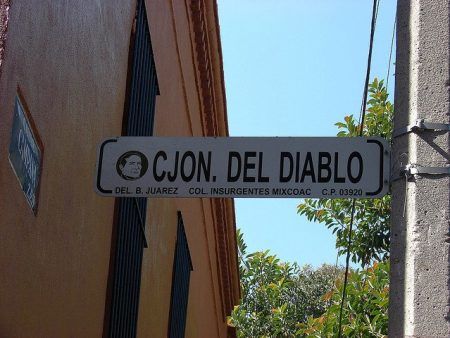 CJON. DEL DIABLO
DEL. B. JUAREZ COL. INSURGENTES MIXCOAC C.P. 03920